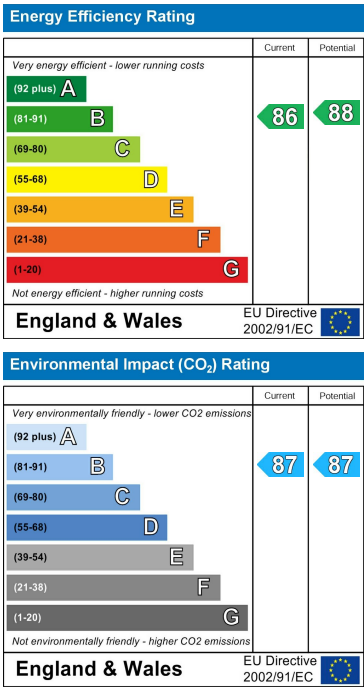 Energy Efficiency Rating
Current Potential
Very energy efficient - lower running costs
(92 plus) A
(81-91) B 86 88
(69-80) C
(55-68) D
(39-54) E
(21-38) F
(1-20) G
Not energy efficient - higher running costs
England & Wales EU Directive 2002/91/EC
Environmental Impact (CO₂) Rating
Current Potential
Very environmentally friendly - lower CO2 emissions
(92 plus) A
(81-91) B 87 87
(69-80) C
(55-68) D
(39-54) E
(21-38) F
(1-20) G
Not environmentally friendly - higher CO2 emissions
England & Wales EU Directive 2002/91/EC